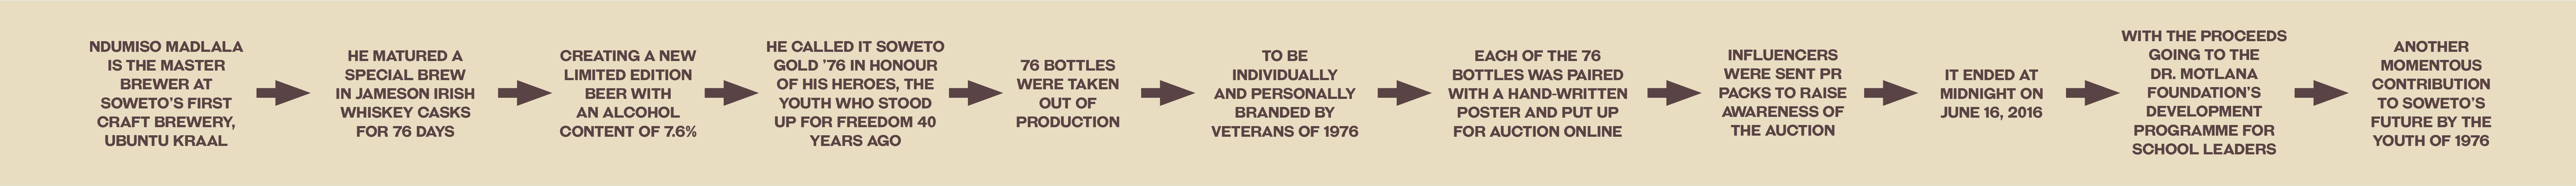 NDUMISO MADLALA
IS THE MASTER
BREWER AT
SOWETO'S FIRST
CRAFT BREWERY,
UBUNTU KRAAL
HE MATURED A
SPECIAL BREW
IN JAMESON IRISH
WHISKEY CASKS
FOR 76 DAYS
CREATING A NEW
LIMITED EDITION
BEER WITH
AN ALCOHOL
CONTENT OF 7.6%
HE CALLED IT SOWETO
GOLD '76 IN HONOUR
OF HIS HEROES, THE
YOUTH WHO STOOD
UP FOR FREEDOM 40
YEARS AGO
76 BOTTLES
WERE TAKEN
OUT OF
PRODUCTION
TO BE
INDIVIDUALLY
AND PERSONALLY
BRANDED BY
VETERANS OF 1976
EACH OF THE 76
BOTTLES WAS PAIRED
WITH A HAND-WRITTEN
POSTER AND PUT UP
FOR AUCTION ONLINE
INFLUENCERS
WERE SENT PR
PACKS TO RAISE
AWARENESS OF
THE AUCTION
IT ENDED AT
MIDNIGHT ON
JUNE 16, 2016
WITH THE PROCEEDS
GOING TO THE
DR. MOTLANA
FOUNDATION'S
DEVELOPMENT
PROGRAMME FOR
SCHOOL LEADERS
ANOTHER
MOMENTOUS
CONTRIBUTION
TO SOWETO'S
FUTURE BY THE
YOUTH OF 1976